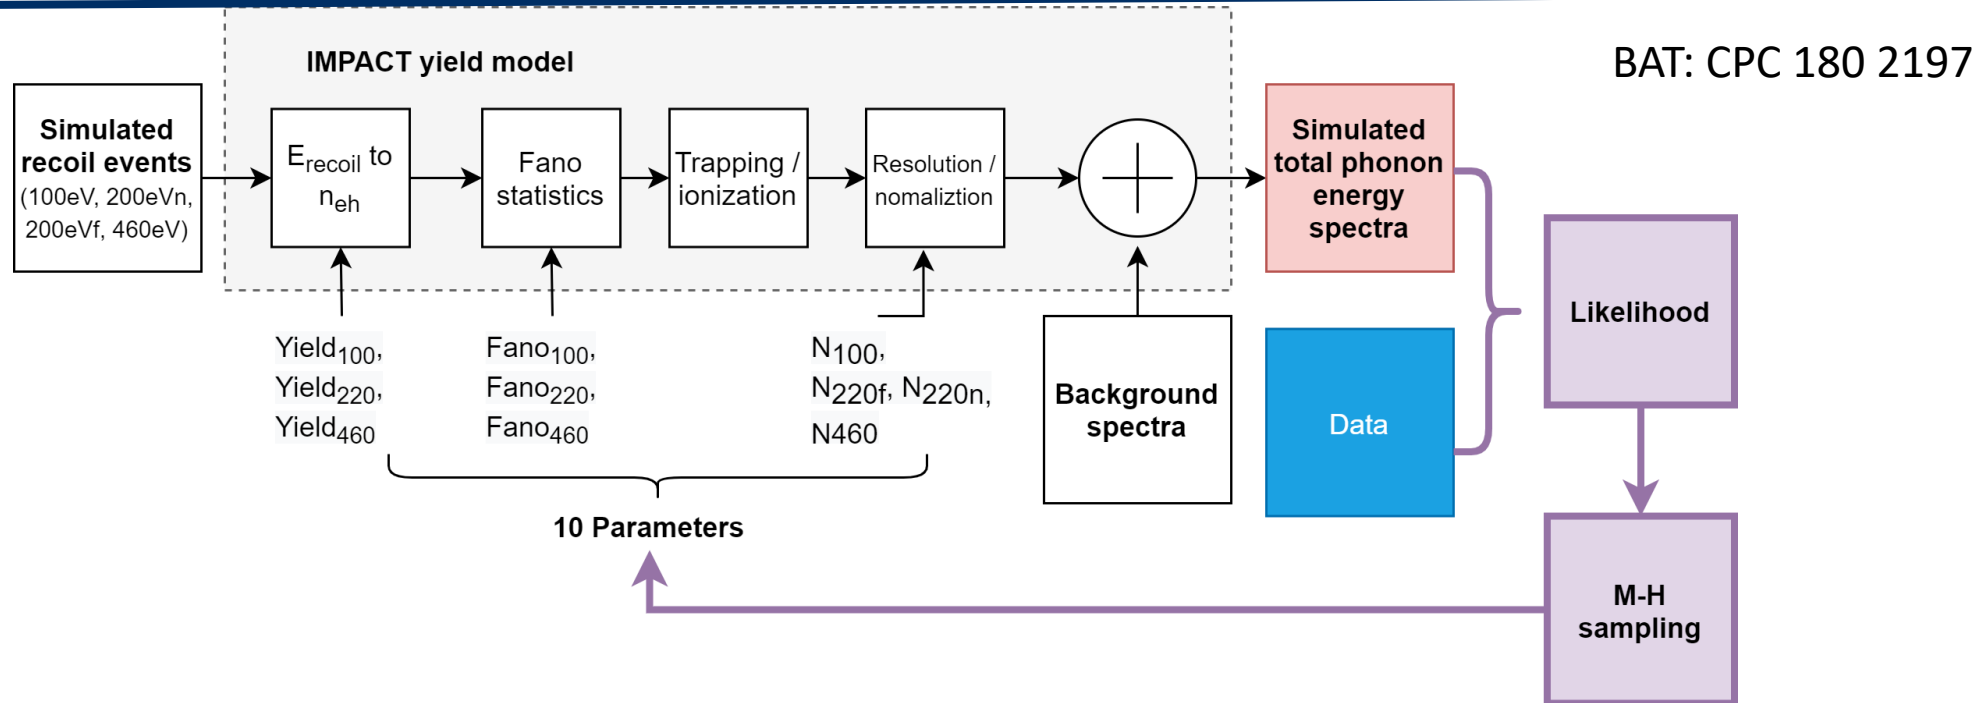 IMPACT yield model
BAT: CPC 180 2197
Simulated
recoil events
(100eV, 200eVn,
200eVf, 460eV)
Erecoil to
neh
Fano
statistics
Trapping /
ionization
Resolution /
nomaliztion
Simulated
total phonon
energy
spectra
Likelihood
Yield100,
Yield220,
Yield460
Fano100,
Fano220,
Fano460
N100,
N220f, N220n,
N460
Background
spectra
Data
10 Parameters
M-H
sampling